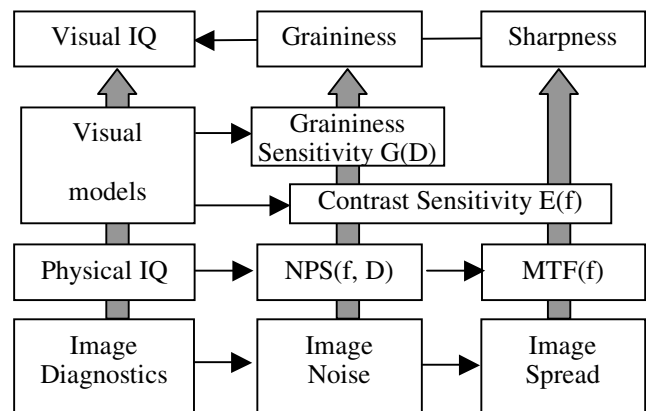 Visual IQ
Graininess
Sharpness
Visual
models
Graininess
Sensitivity G(D)
Contrast Sensitivity E(f)
Physical IQ
NPS(f, D)
MTF(f)
Image
Diagnostics
Image
Noise
Image
Spread